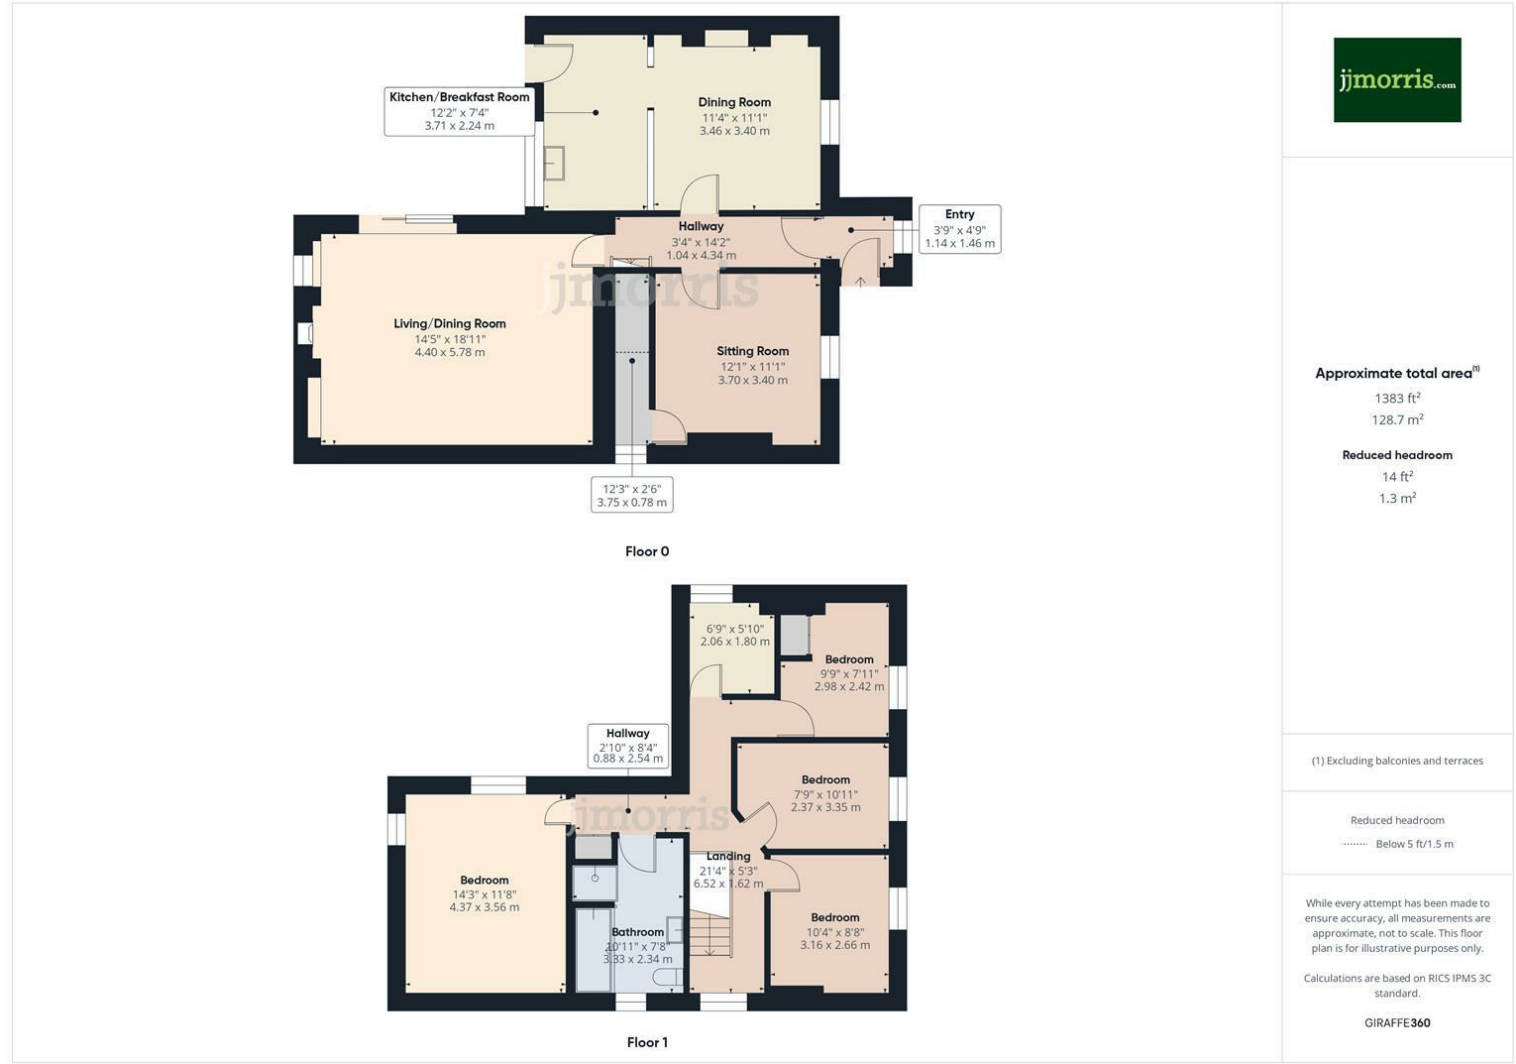 Kitchen/Breakfast Room
12'2" x 7'4"
3.71 x 2.24 m
Dining Room
11'4" x 11'1"
3.46 x 3.40 m
Entry
3'9" x 4'9"
1.14 x 1.46 m
Hallway
3'4" x 14'2"
1.04 x 4.34 m
jjmorris
Living/Dining Room
14'5" x 18'11"
4.40 x 5.78 m
Sitting Room
12'1" x 11'1"
3.70 x 3.40 m
12'3" x 2'6"
3.75 x 0.78 m
Floor 0
6'9" x 5'10"
2.06 x 1.80 m
Bedroom
9'9" x 7'11"
2.98 x 2.42 m
Hallway
2'10" x 8'4"
0.88 x 2.54 m
Bedroom
7'9" x 10'11"
2.37 x 3.35 m
jjmorris
Landing
21'4" x 5'3"
6.52 x 1.62 m
Bedroom
14'3" x 11'8"
4.37 x 3.56 m
Bedroom
10'4" x 8'8"
3.16 x 2.66 m
Bathroom
10'11" x 7'8"
3.33 x 2.34 m
Floor 1
jjmorris.com
Approximate total area(1)
1383 ft²
128.7 m²
Reduced headroom
14 ft²
1.3 m²
(1) Excluding balconies and terraces
Reduced headroom
Below 5 ft/1.5 m
While every attempt has been made to
ensure accuracy, all measurements are
approximate, not to scale. This floor
plan is for illustrative purposes only.
Calculations are based on RICS IPMS 3C
standard.
GIRAFFE360